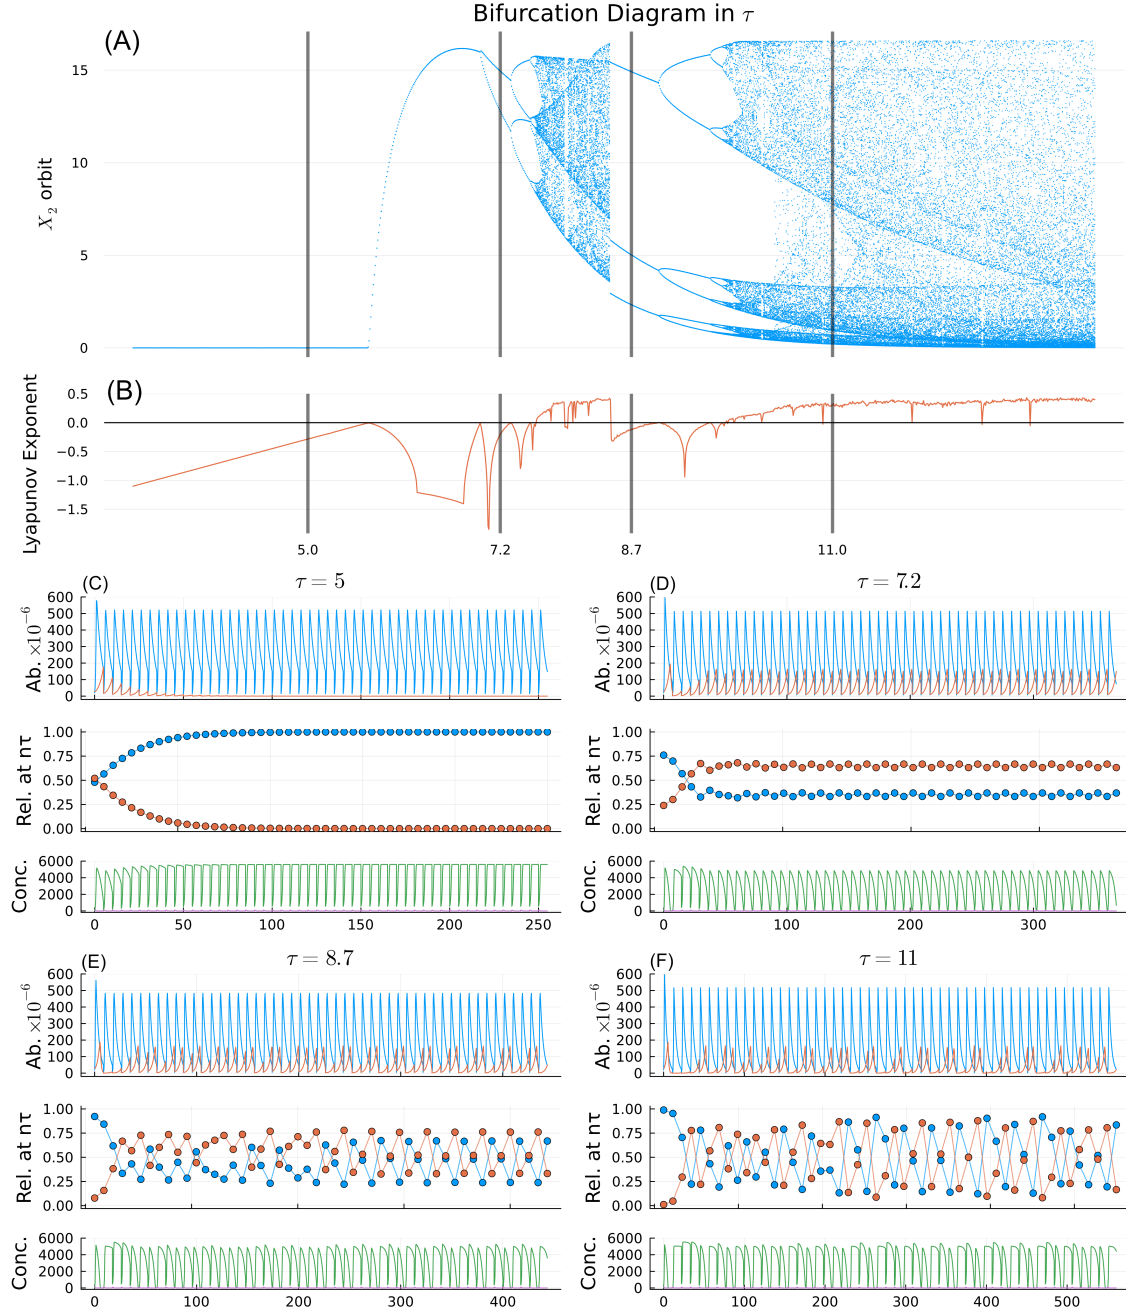 Bifurcation Diagram in τ
(A)
15
10
5
0
X₂ orbit
(B)
0.5
0.0
−0.5
−1.0
−1.5
Lyapunov Exponent
5.0 7.2 8.7 11.0
(C) τ = 5
600
500
400
300
200
100
0
Ab. ×10⁻⁶
1.00
0.75
0.50
0.25
0.00
Rel. at nτ
6000
4000
2000
0
Conc.
0 50 100 150 200 250
(D) τ = 7.2
600
500
400
300
200
100
0
Ab. ×10⁻⁶
1.00
0.75
0.50
0.25
0.00
Rel. at nτ
6000
4000
2000
0
Conc.
0 100 200 300
(E) τ = 8.7
600
500
400
300
200
100
0
Ab. ×10⁻⁶
1.00
0.75
0.50
0.25
0.00
Rel. at nτ
6000
4000
2000
0
Conc.
0 100 200 300 400
(F) τ = 11
600
500
400
300
200
100
0
Ab. ×10⁻⁶
1.00
0.75
0.50
0.25
0.00
Rel. at nτ
6000
4000
2000
0
Conc.
0 100 200 300 400 500